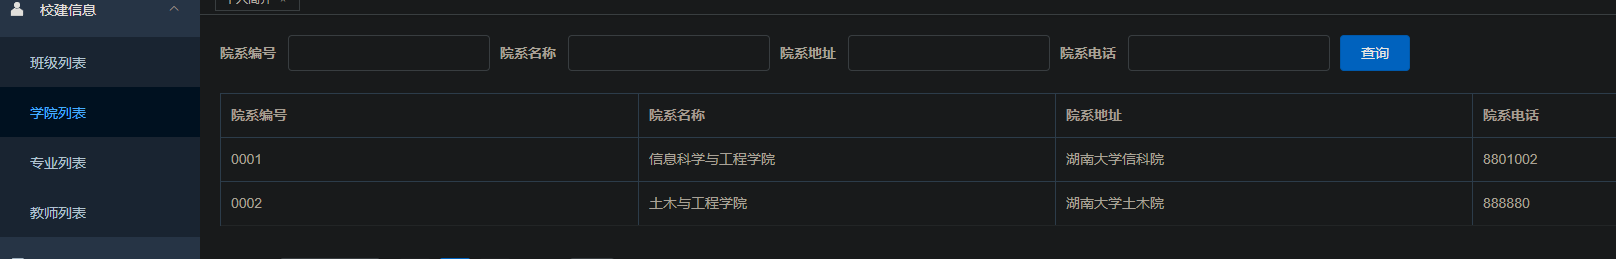 校建信息
班级列表
学院列表
专业列表
教师列表
院系编号 院系名称 院系地址 院系电话 查询
院系编号 院系名称 院系地址 院系电话
0001 信息科学与工程学院 湖南大学信科院 8801002
0002 土木与工程学院 湖南大学土木院 888880